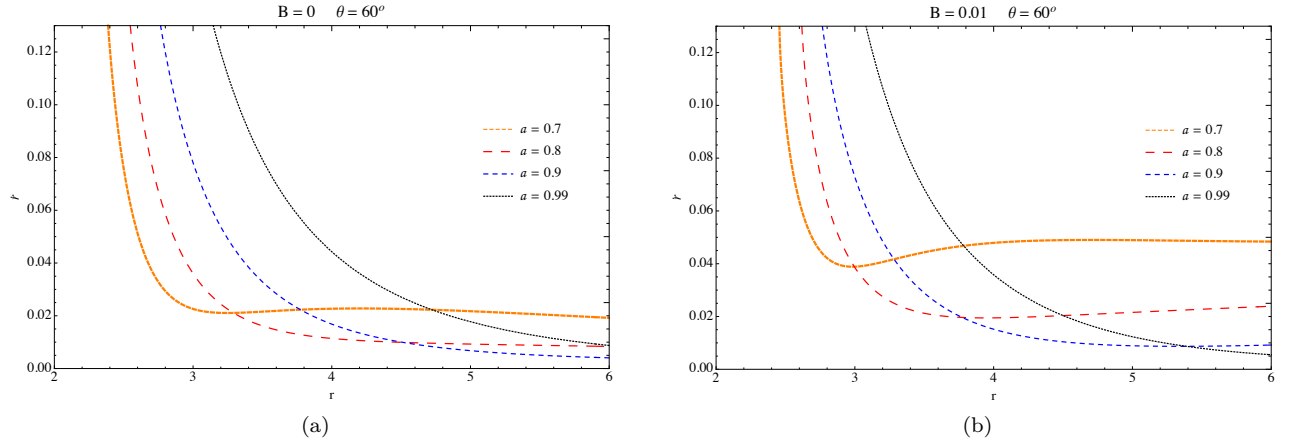 B = 0 θ = 60°
0.12
0.10
0.08
0.06
0.04
0.02
0.00
ṙ
a = 0.7
a = 0.8
a = 0.9
a = 0.99
2 3 4 5 6
r
(a)
B = 0.01 θ = 60°
0.12
0.10
0.08
0.06
0.04
0.02
0.00
ṙ
a = 0.7
a = 0.8
a = 0.9
a = 0.99
2 3 4 5 6
r
(b)